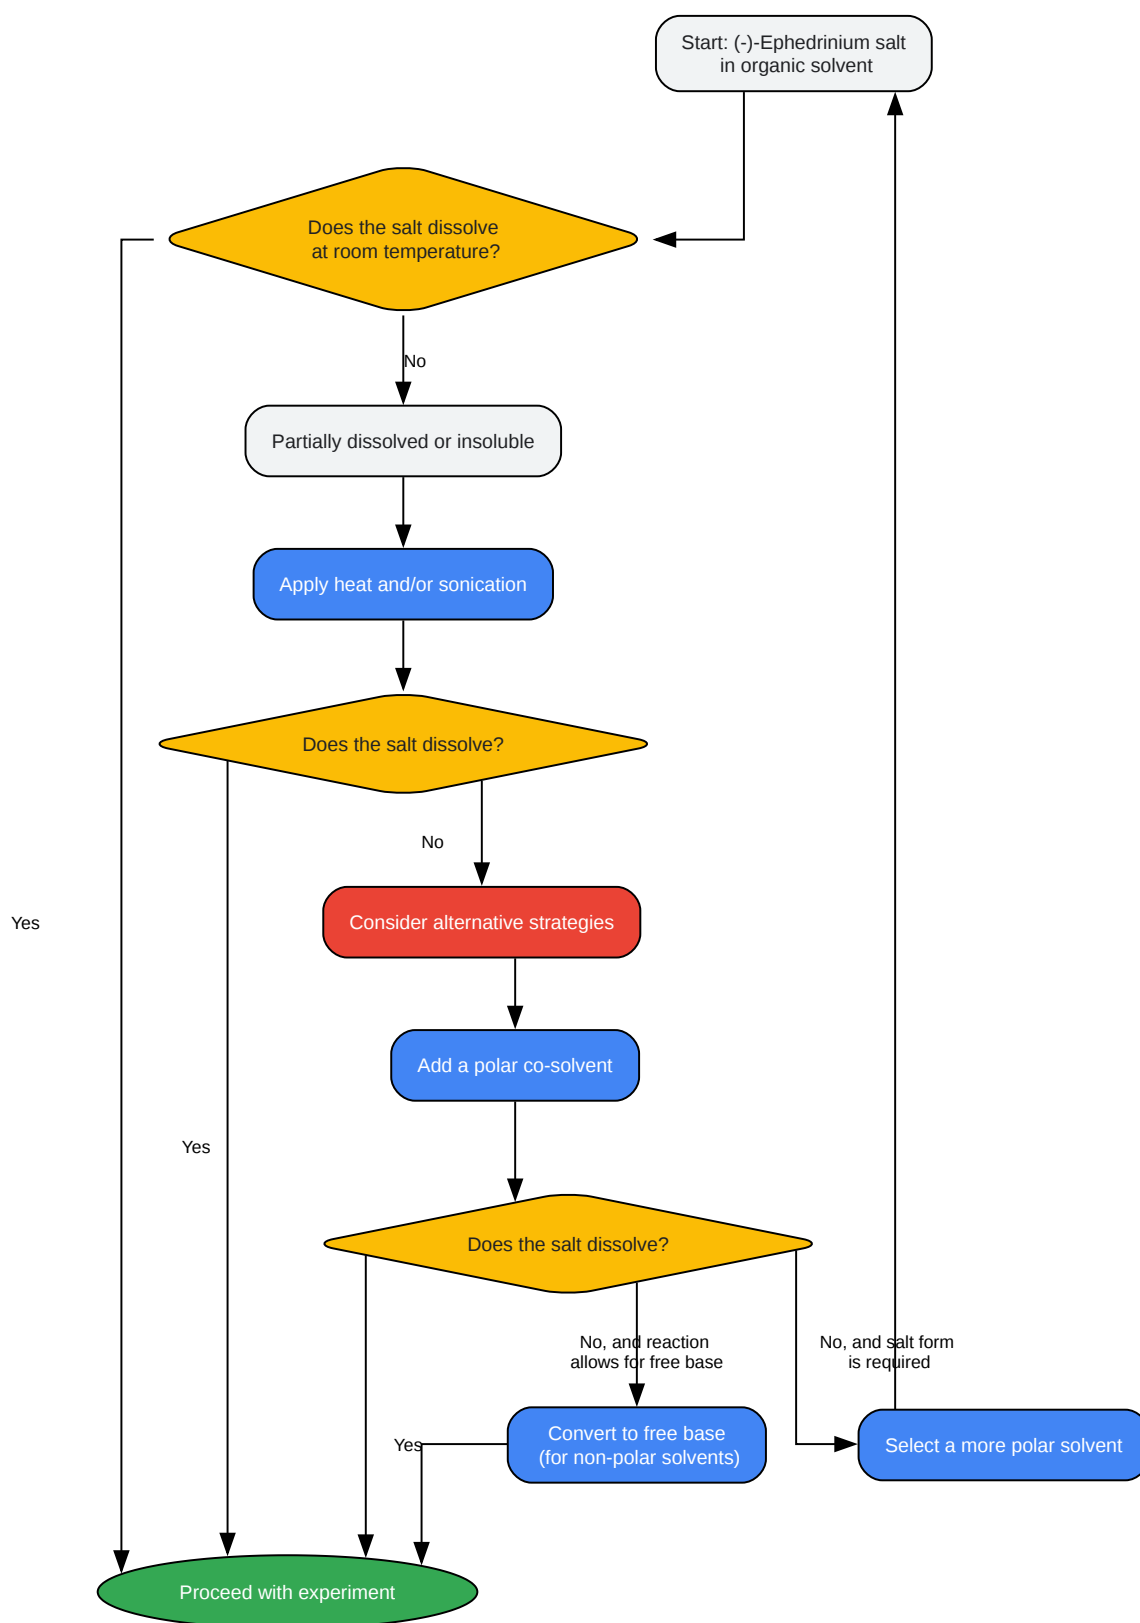 Start: (-)-Ephedrinium salt
in organic solvent
Does the salt dissolve
at room temperature?
No
Partially dissolved or insoluble
Apply heat and/or sonication
Does the salt dissolve?
No
Consider alternative strategies
Yes
Add a polar co-solvent
Yes
Does the salt dissolve?
No, and reaction
allows for free base
No, and salt form
is required
Convert to free base
(for non-polar solvents)
Yes
Select a more polar solvent
Proceed with experiment